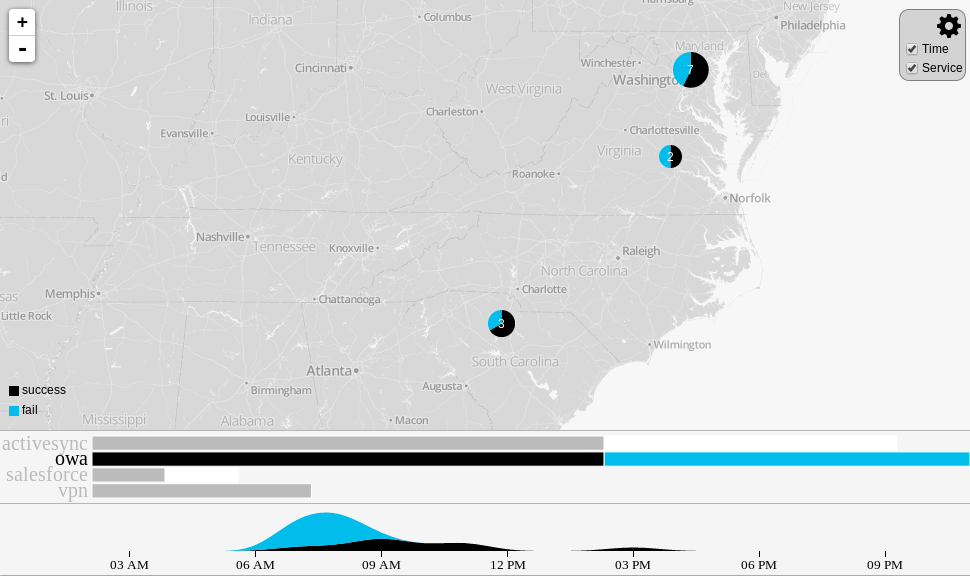 Illinois
Indiana
Columbus
Harrisburg
New Jersey
Philadelphia
+
-
Time
Service
Cincinnati
Winchester
Maryland
Washington
7
Del
St. Louis
West Virginia
Charleston
Louisville
Evansville
Charlottesville
Virginia
2
Kentucky
Roanoke
Norfolk
Nashville
Tennessee
Knoxville
Raleigh
North Carolina
Memphis
Chattanooga
Charlotte
sas
Little Rock
ri
d
3
Wilmington
South Carolina
Atlanta
Augusta
Birmingham
success
fail
Mississippi
Alabama
Macon
activesync
owa
salesforce
vpn
03 AM
06 AM
09 AM
12 PM
03 PM
06 PM
09 PM